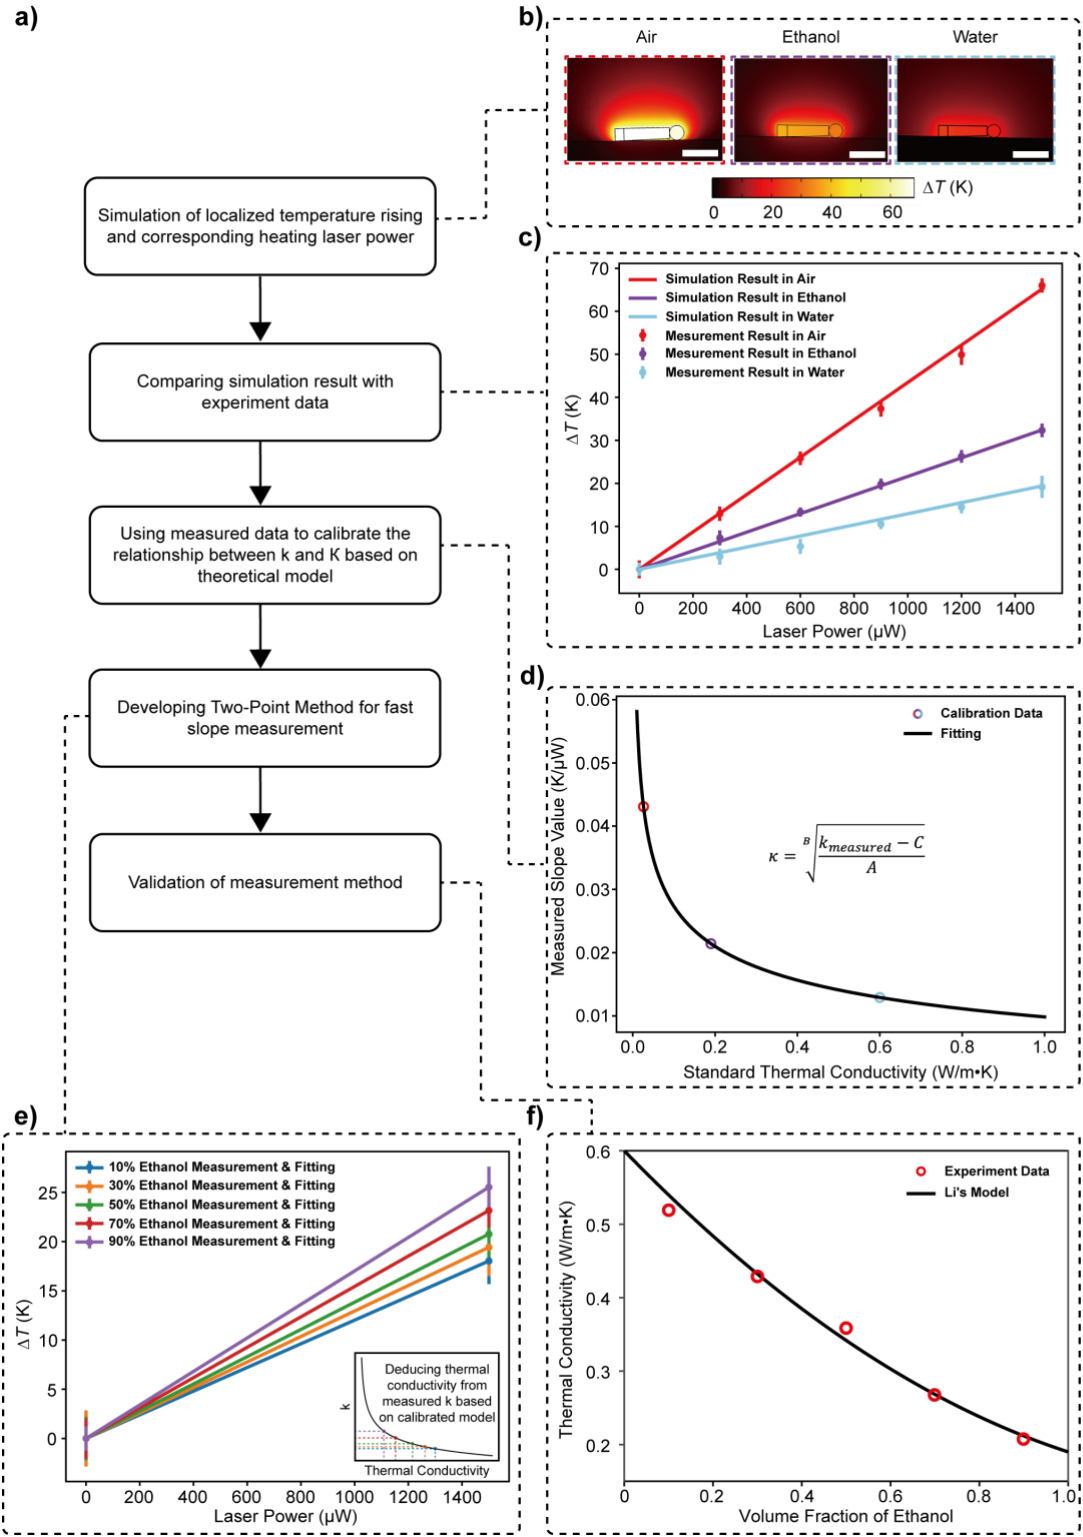 a)
Simulation of localized temperature rising
and corresponding heating laser power
Comparing simulation result with
experiment data
Using measured data to calibrate the
relationship between k and K based on
theoretical model
Developing Two-Point Method for fast
slope measurement
Validation of measurement method
b)
Air
Ethanol
Water
ΔT (K)
0 20 40 60
c)
Simulation Result in Air
Simulation Result in Ethanol
Simulation Result in Water
Mesurement Result in Air
Mesurement Result in Ethanol
Mesurement Result in Water
ΔT (K)
70
60
50
40
30
20
10
0
0 200 400 600 800 1000 1200 1400
Laser Power (μW)
d)
Measured Slope Value (K/μW)
0.06
0.05
0.04
0.03
0.02
0.01
Calibration Data
Fitting
κ = B√((k_measured − C)/A)
0.0 0.2 0.4 0.6 0.8 1.0
Standard Thermal Conductivity (W/m•K)
e)
10% Ethanol Measurement & Fitting
30% Ethanol Measurement & Fitting
50% Ethanol Measurement & Fitting
70% Ethanol Measurement & Fitting
90% Ethanol Measurement & Fitting
ΔT (K)
25
20
15
10
5
0
Deducing thermal
conductivity from
measured k based
on calibrated model
k
Thermal Conductivity
0 200 400 600 800 1000 1200 1400
Laser Power (μW)
f)
Thermal Conductivity (W/m•K)
0.6
0.5
0.4
0.3
0.2
Experiment Data
Li's Model
0 0.2 0.4 0.6 0.8 1.0
Volume Fraction of Ethanol